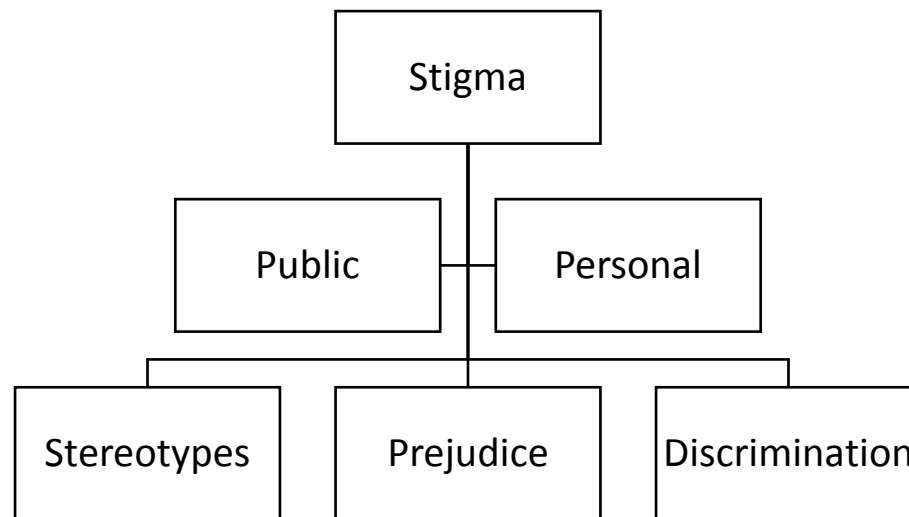 Stigma
Public
Personal
Stereotypes
Prejudice
Discrimination